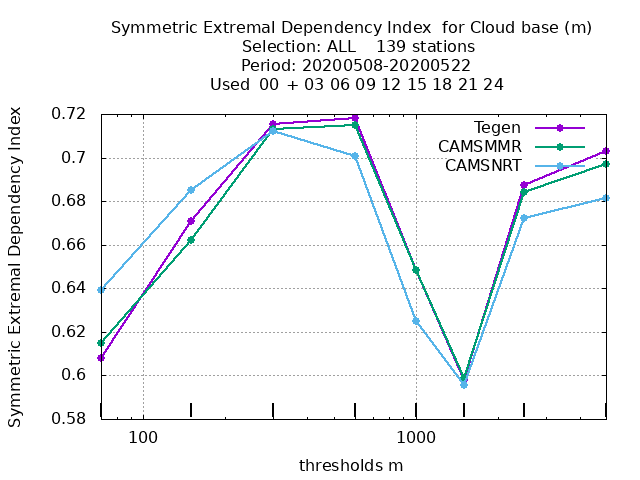 Symmetric Extremal Dependency Index  for Cloud base (m)
Selection: ALL    139 stations
Period: 20200508-20200522
Used  00 + 03 06 09 12 15 18 21 24
Symmetric Extremal Dependency Index
0.72
0.7
0.68
0.66
0.64
0.62
0.6
0.58
Tegen
CAMSMMR
CAMSNRT
100
1000
thresholds m